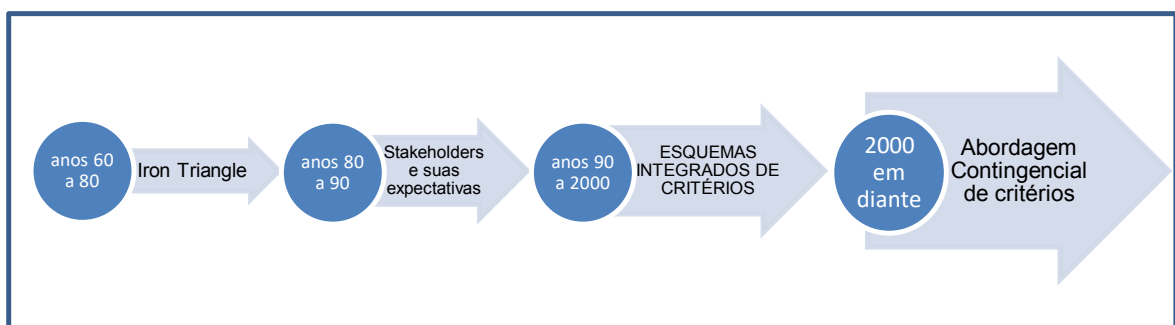 anos 60
a 80
Iron Triangle
anos 80
a 90
Stakeholders
e suas
expectativas
anos 90
a 2000
ESQUEMAS
INTEGRADOS DE
CRITÉRIOS
2000
em
diante
Abordagem
Contingencial
de critérios